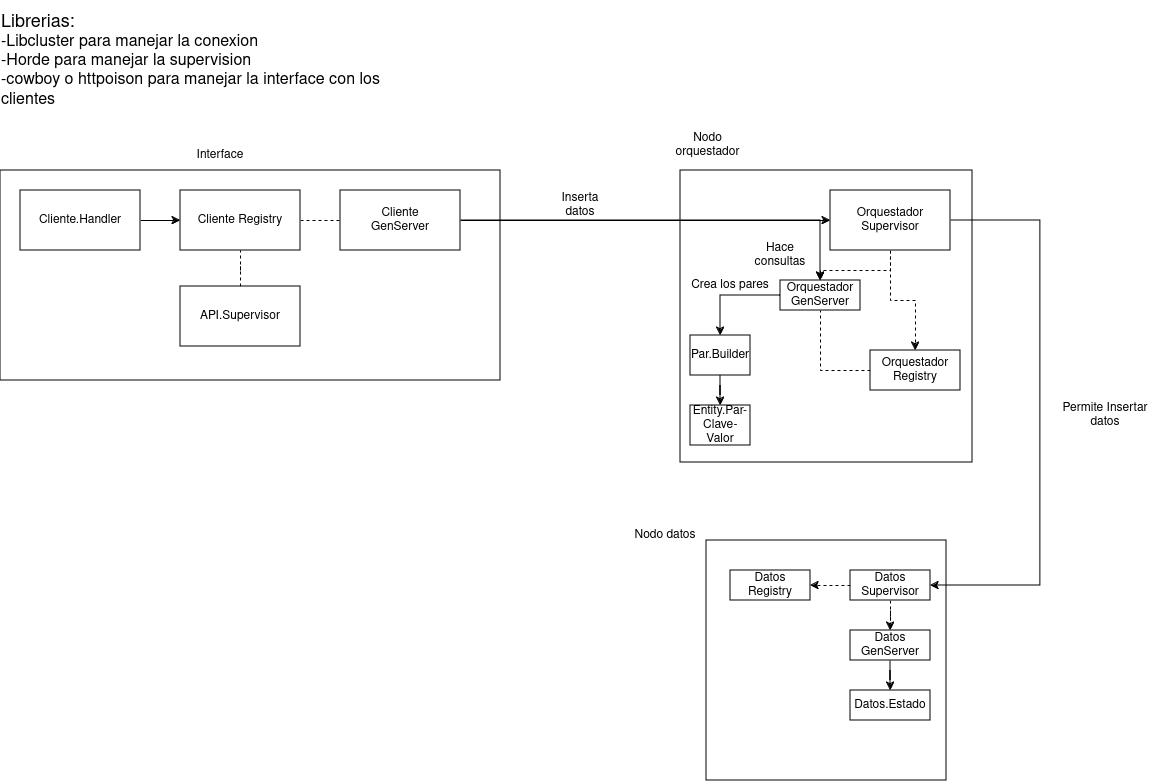 Librerias:
-Libcluster para manejar la conexion
-Horde para manejar la supervision
-cowboy o httpoison para manejar la interface con los
clientes
Interface
Nodo
orquestador
Cliente.Handler
Cliente Registry
Cliente
GenServer
Inserta
datos
Orquestador
Supervisor
Hace
consultas
Crea los pares
Orquestador
GenServer
API.Supervisor
Par.Builder
Orquestador
Registry
Entity.Par-
Clave-
Valor
Permite Insertar
datos
Nodo datos
Datos
Registry
Datos
Supervisor
Datos
GenServer
Datos.Estado